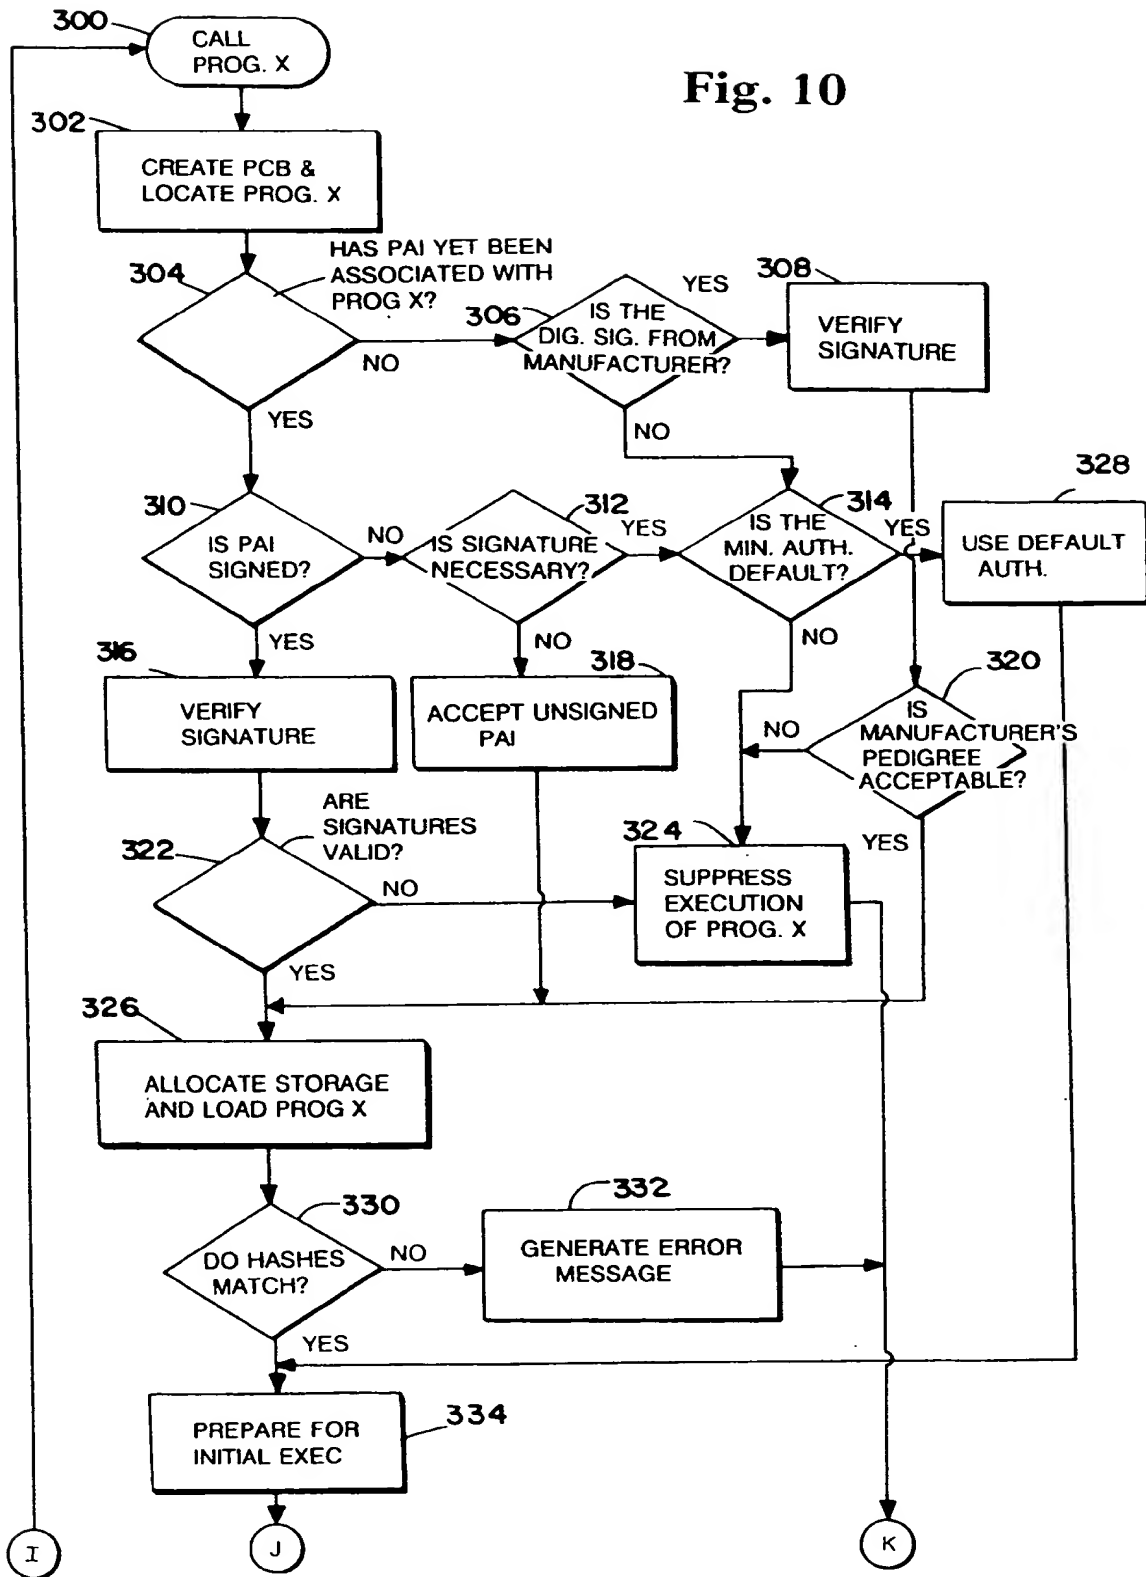 300
CALL
PROG. X
Fig. 10
302
CREATE PCB &
LOCATE PROG. X
304
HAS PAI YET BEEN
ASSOCIATED WITH
PROG X?
NO
YES
306
IS THE
DIG. SIG. FROM
MANUFACTURER?
YES
NO
308
VERIFY
SIGNATURE
310
IS PAI
SIGNED?
NO
YES
312
IS SIGNATURE
NECESSARY?
YES
NO
314
IS THE
MIN. AUTH.
DEFAULT?
YES
NO
328
USE DEFAULT
AUTH.
316
VERIFY
SIGNATURE
318
ACCEPT UNSIGNED
PAI
320
IS
MANUFACTURER'S
PEDIGREE
ACCEPTABLE?
NO
YES
322
ARE
SIGNATURES
VALID?
NO
YES
324
SUPPRESS
EXECUTION
OF PROG. X
326
ALLOCATE STORAGE
AND LOAD PROG X
330
DO HASHES
MATCH?
NO
YES
332
GENERATE ERROR
MESSAGE
334
PREPARE FOR
INITIAL EXEC
I
J
K